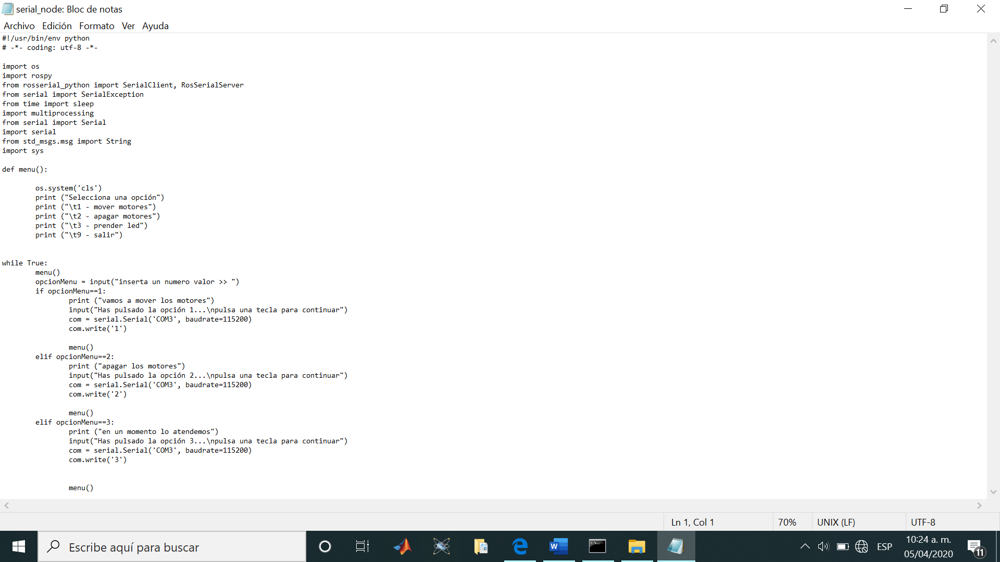 serial_node: Bloc de notas
Archivo Edición Formato Ver Ayuda
#!/usr/bin/env python
# -*- coding: utf-8 -*-
import os
import rospy
from rosserial_python import SerialClient, RosSerialServer
from serial import SerialException
from time import sleep
import multiprocessing
from serial import Serial
import serial
from std_msgs.msg import String
import sys
def menu():
os.system('cls')
print ("Selecciona una opción")
print ("\t1 - mover motores")
print ("\t2 - apagar motores")
print ("\t3 - prender led")
print ("\t9 - salir")
while True:
menu()
opcionMenu = input("inserta un numero valor >> ")
if opcionMenu==1:
print ("vamos a mover los motores")
input("Has pulsado la opción 1...\npulsa una tecla para continuar")
com = serial.Serial('COM3', baudrate=115200)
com.write('1')
menu()
elif opcionMenu==2:
print ("apagar los motores")
input("Has pulsado la opción 2...\npulsa una tecla para continuar")
com = serial.Serial('COM3', baudrate=115200)
com.write('2')
menu()
elif opcionMenu==3:
print ("en un momento lo atendemos")
input("Has pulsado la opción 3...\npulsa una tecla para continuar")
com = serial.Serial('COM3', baudrate=115200)
com.write('3')
menu()
Ln 1, Col 1 70% UNIX (LF) UTF-8
Escribe aquí para buscar
ESP
10:24 a. m.
05/04/2020
11